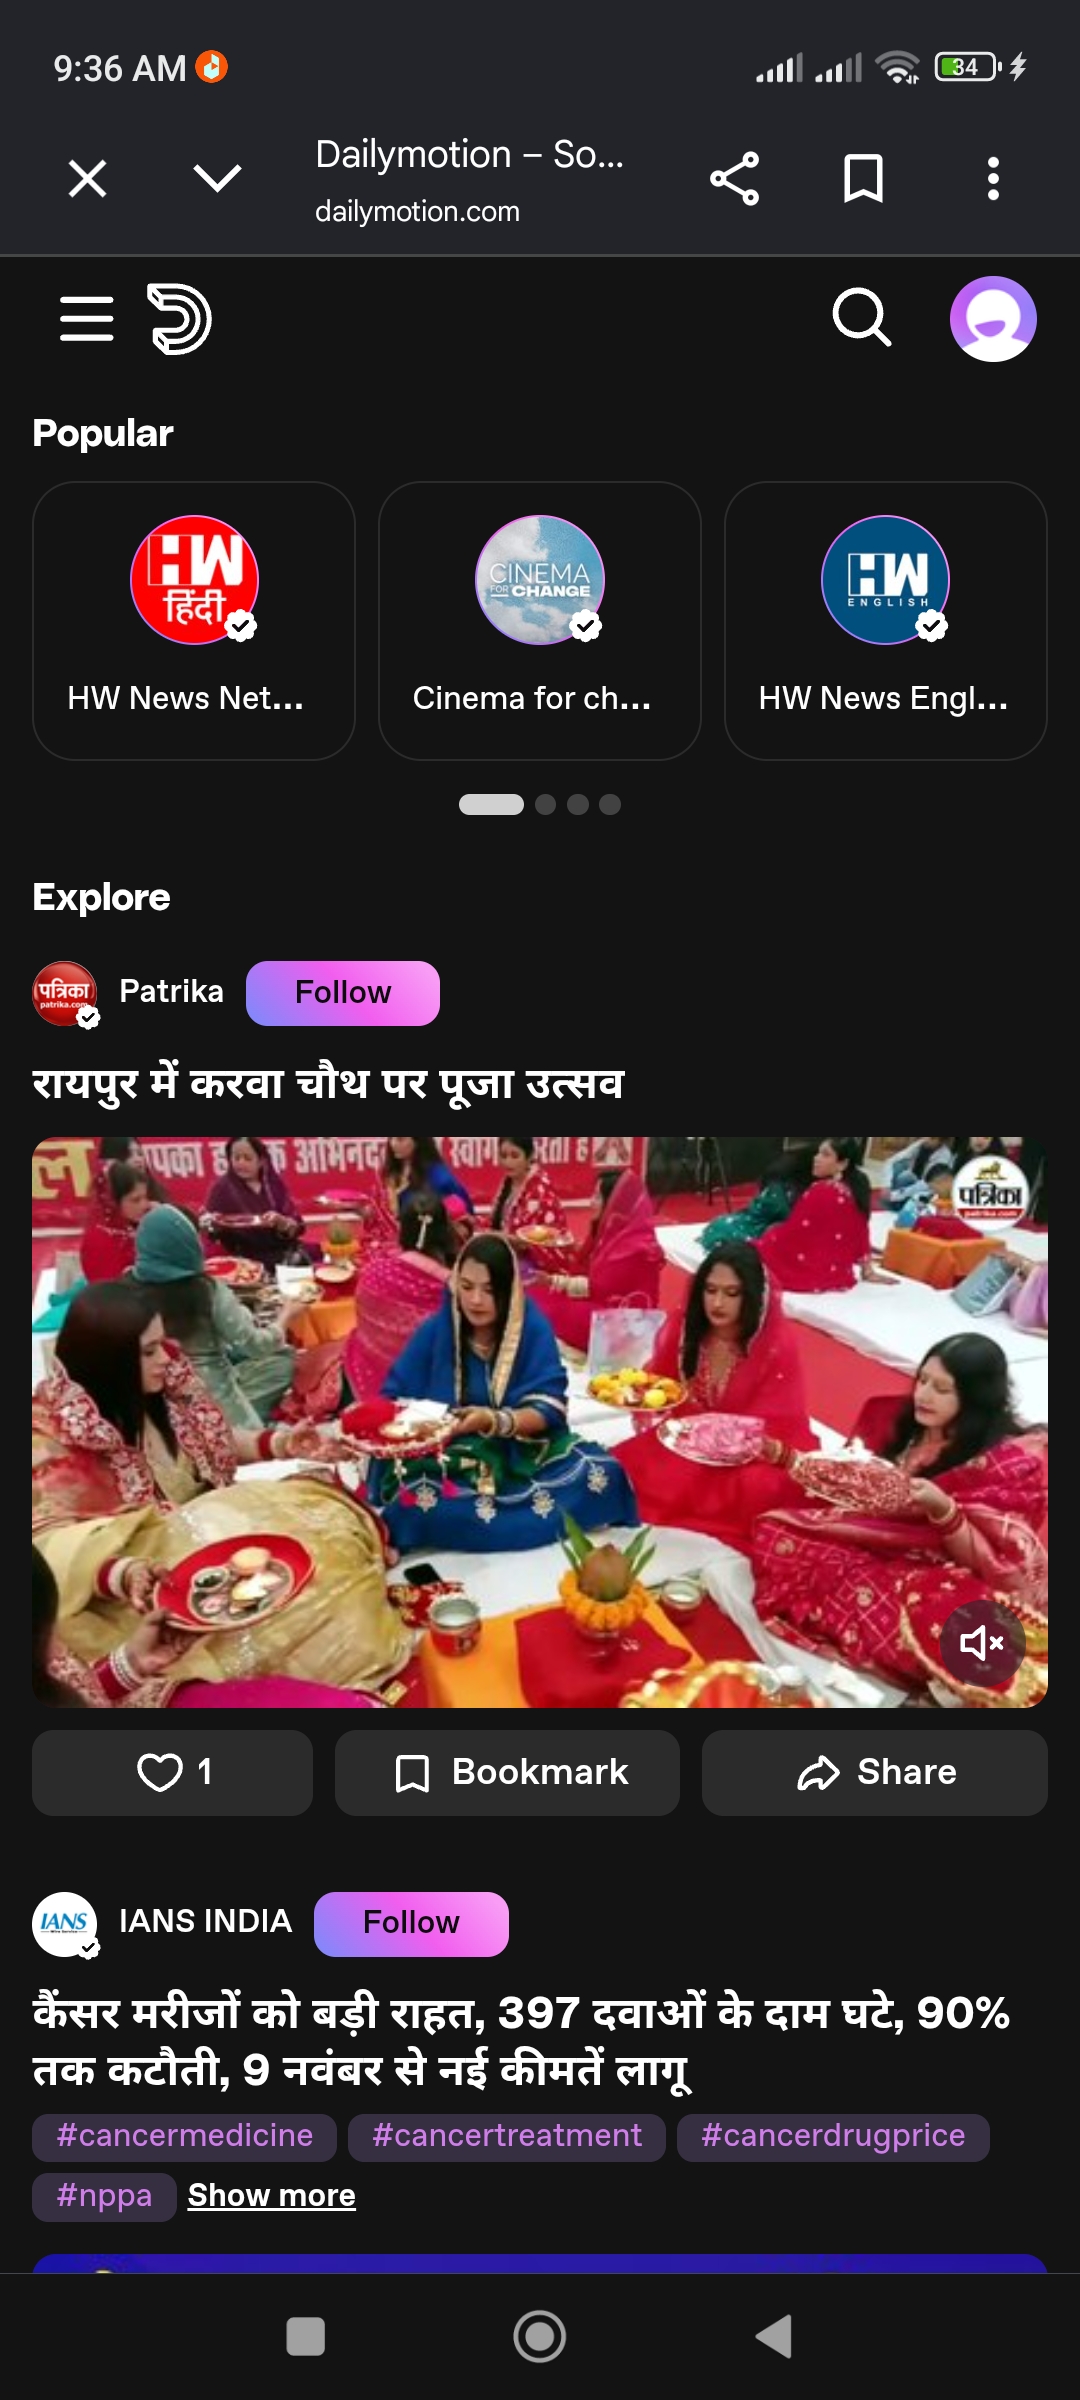 9:36 AM
34
Dailymotion – So...
dailymotion.com
Popular
HW
हिंदी
CINEMA
FOR CHANGE
HW
ENGLISH
HW News Net...
Cinema for ch...
HW News Engl...
Explore
पत्रिका
patrika.com
Patrika
Follow
रायपुर में करवा चौथ पर पूजा उत्सव
पत्रिका
1
Bookmark
Share
IANS
IANS INDIA
Follow
कैंसर मरीजों को बड़ी राहत, 397 दवाओं के दाम घटे, 90%
तक कटौती, 9 नवंबर से नई कीमतें लागू
#cancermedicine #cancertreatment #cancerdrugprice
#nppa Show more